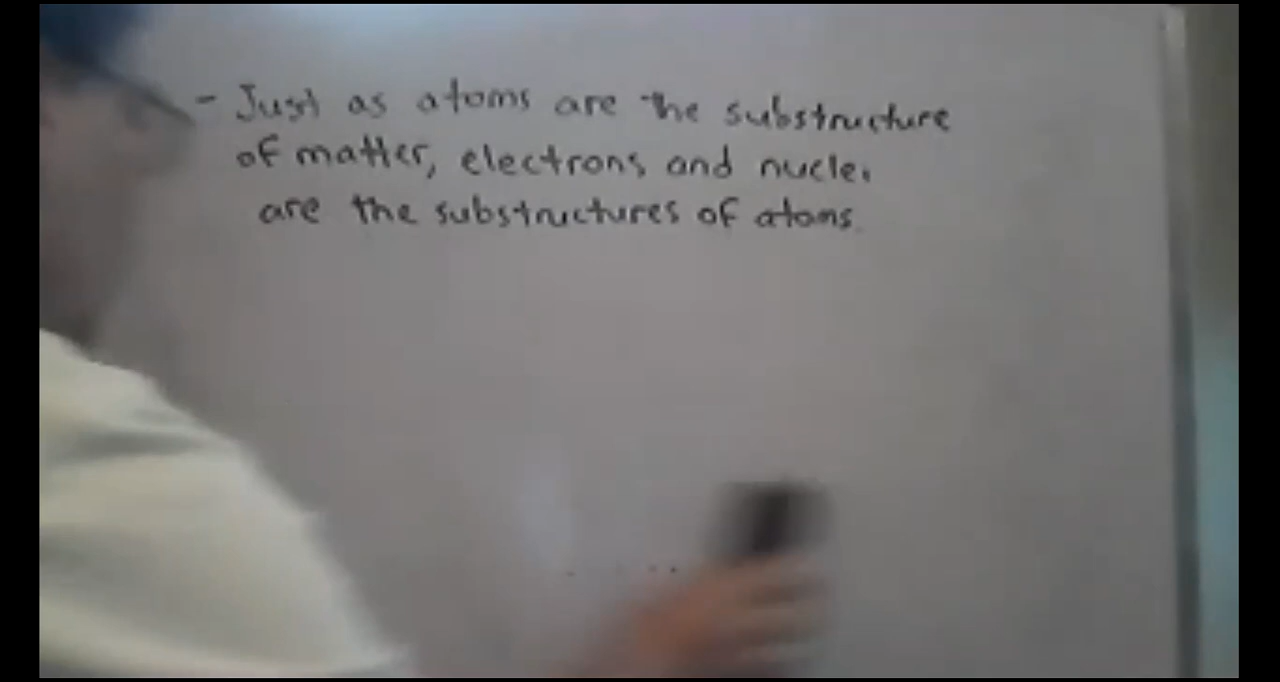 - Just as atoms are the substructure
of matter, electrons and nuclei
are the substructures of atoms.